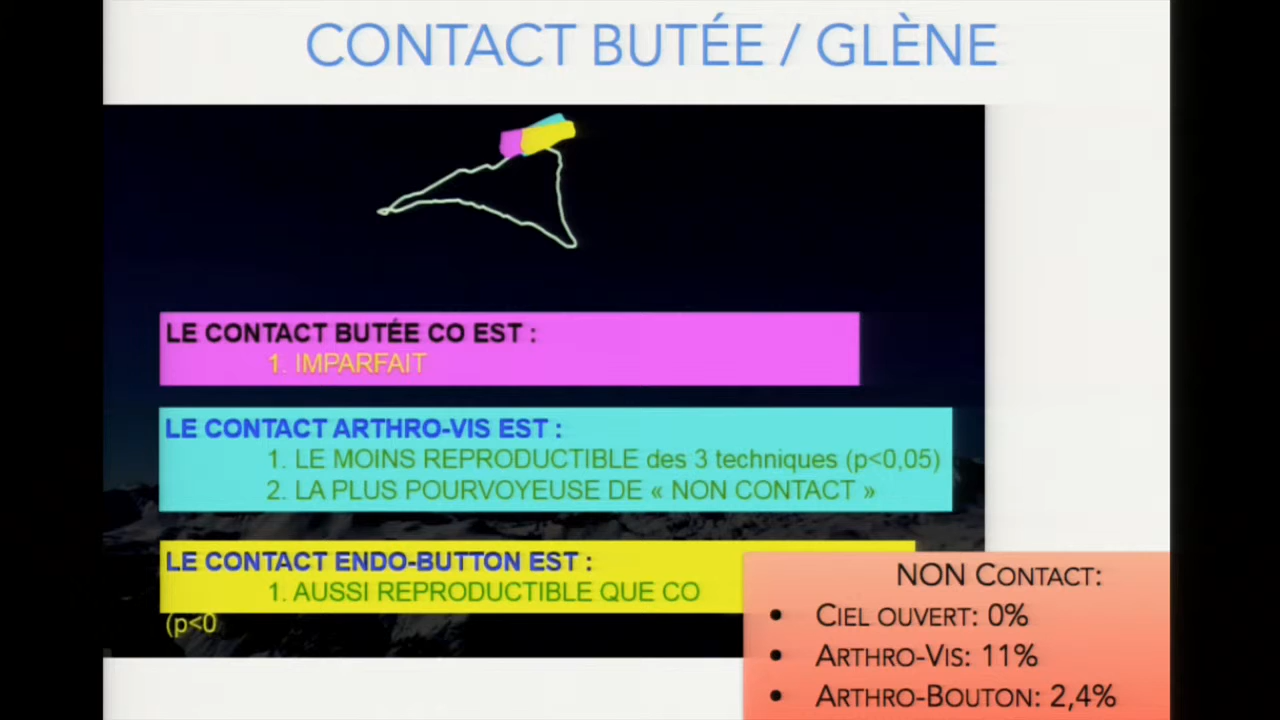 CONTACT BUTÉE / GLÈNE
LE CONTACT BUTÉE CO EST :
1. IMPARFAIT
LE CONTACT ARTHRO-VIS EST :
1. LE MOINS REPRODUCTIBLE des 3 techniques (p<0,05)
2. LA PLUS POURVOYEUSE DE « NON CONTACT »
LE CONTACT ENDO-BUTTON EST :
1. AUSSI REPRODUCTIBLE QUE CO
(p<0
NON CONTACT:
• CIEL OUVERT: 0%
• ARTHRO-VIS: 11%
• ARTHRO-BOUTON: 2,4%